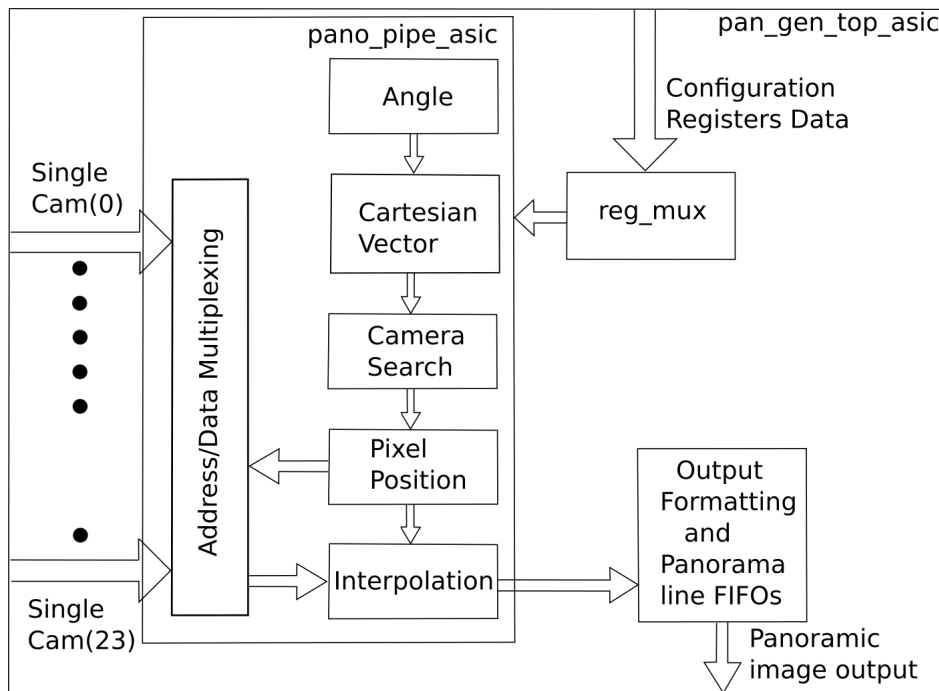 pano_pipe_asic
pan_gen_top_asic
Angle
Configuration
Registers Data
Single
Cam(0)
Cartesian
Vector
reg_mux
Address/Data Multiplexing
Camera
Search
Pixel
Position
Output
Formatting
and
Panorama
line FIFOs
Interpolation
Single
Cam(23)
Panoramic
image output